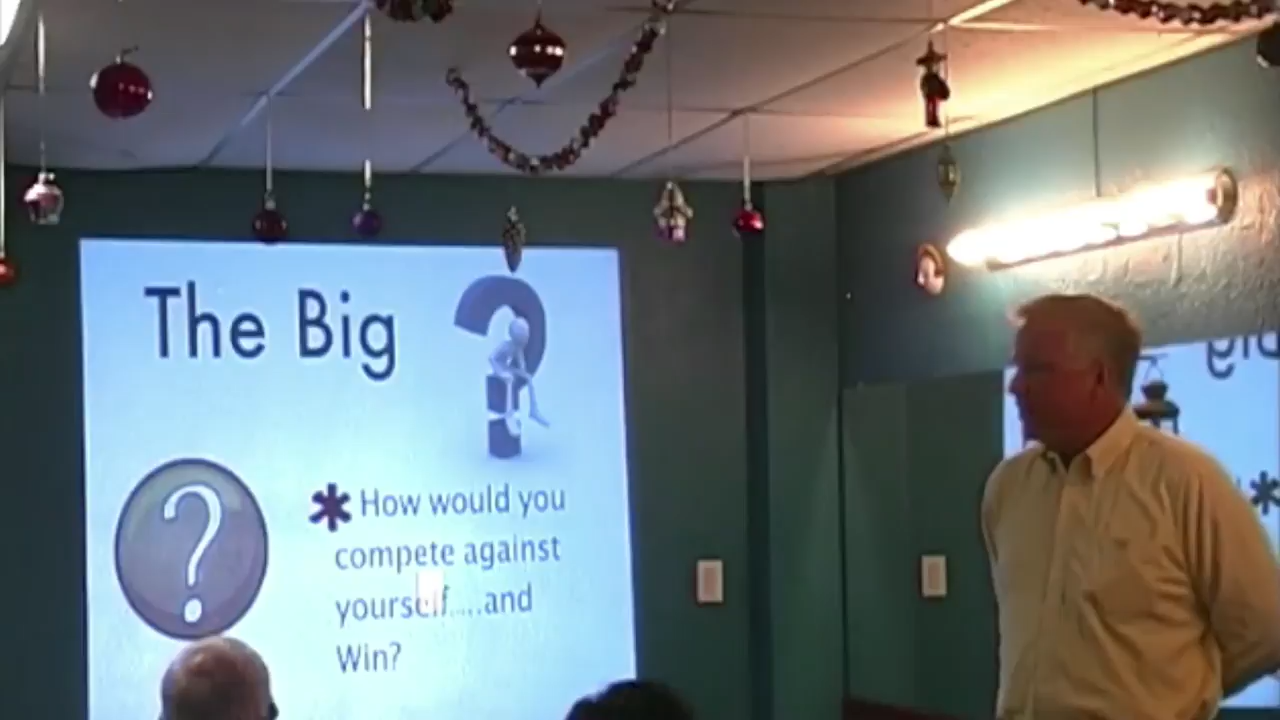 The Big ?
?
* How would you
compete against
yourself.....and
Win?